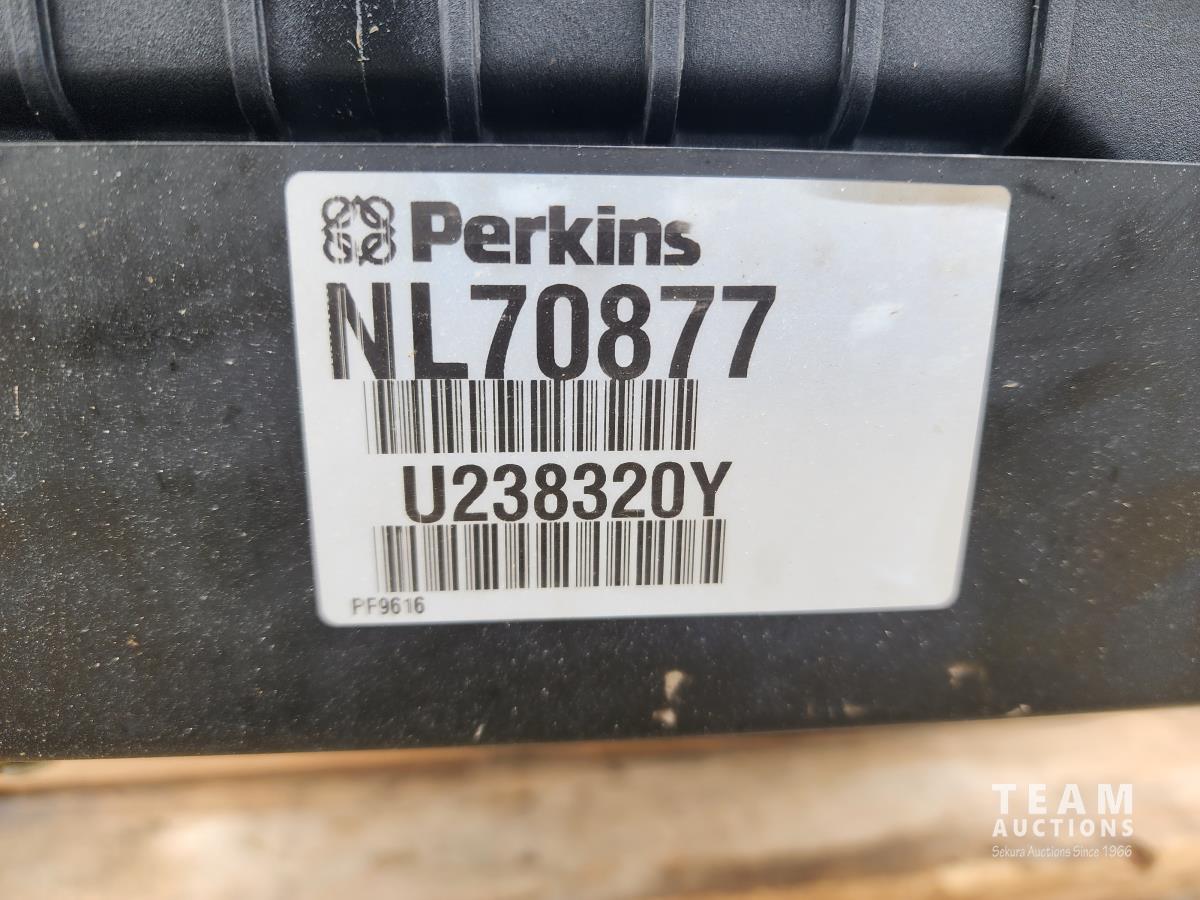 Perkins
NL70877
U238320Y
PF9616
TEAM
AUCTIONS
Sekura Auctions Since 1966